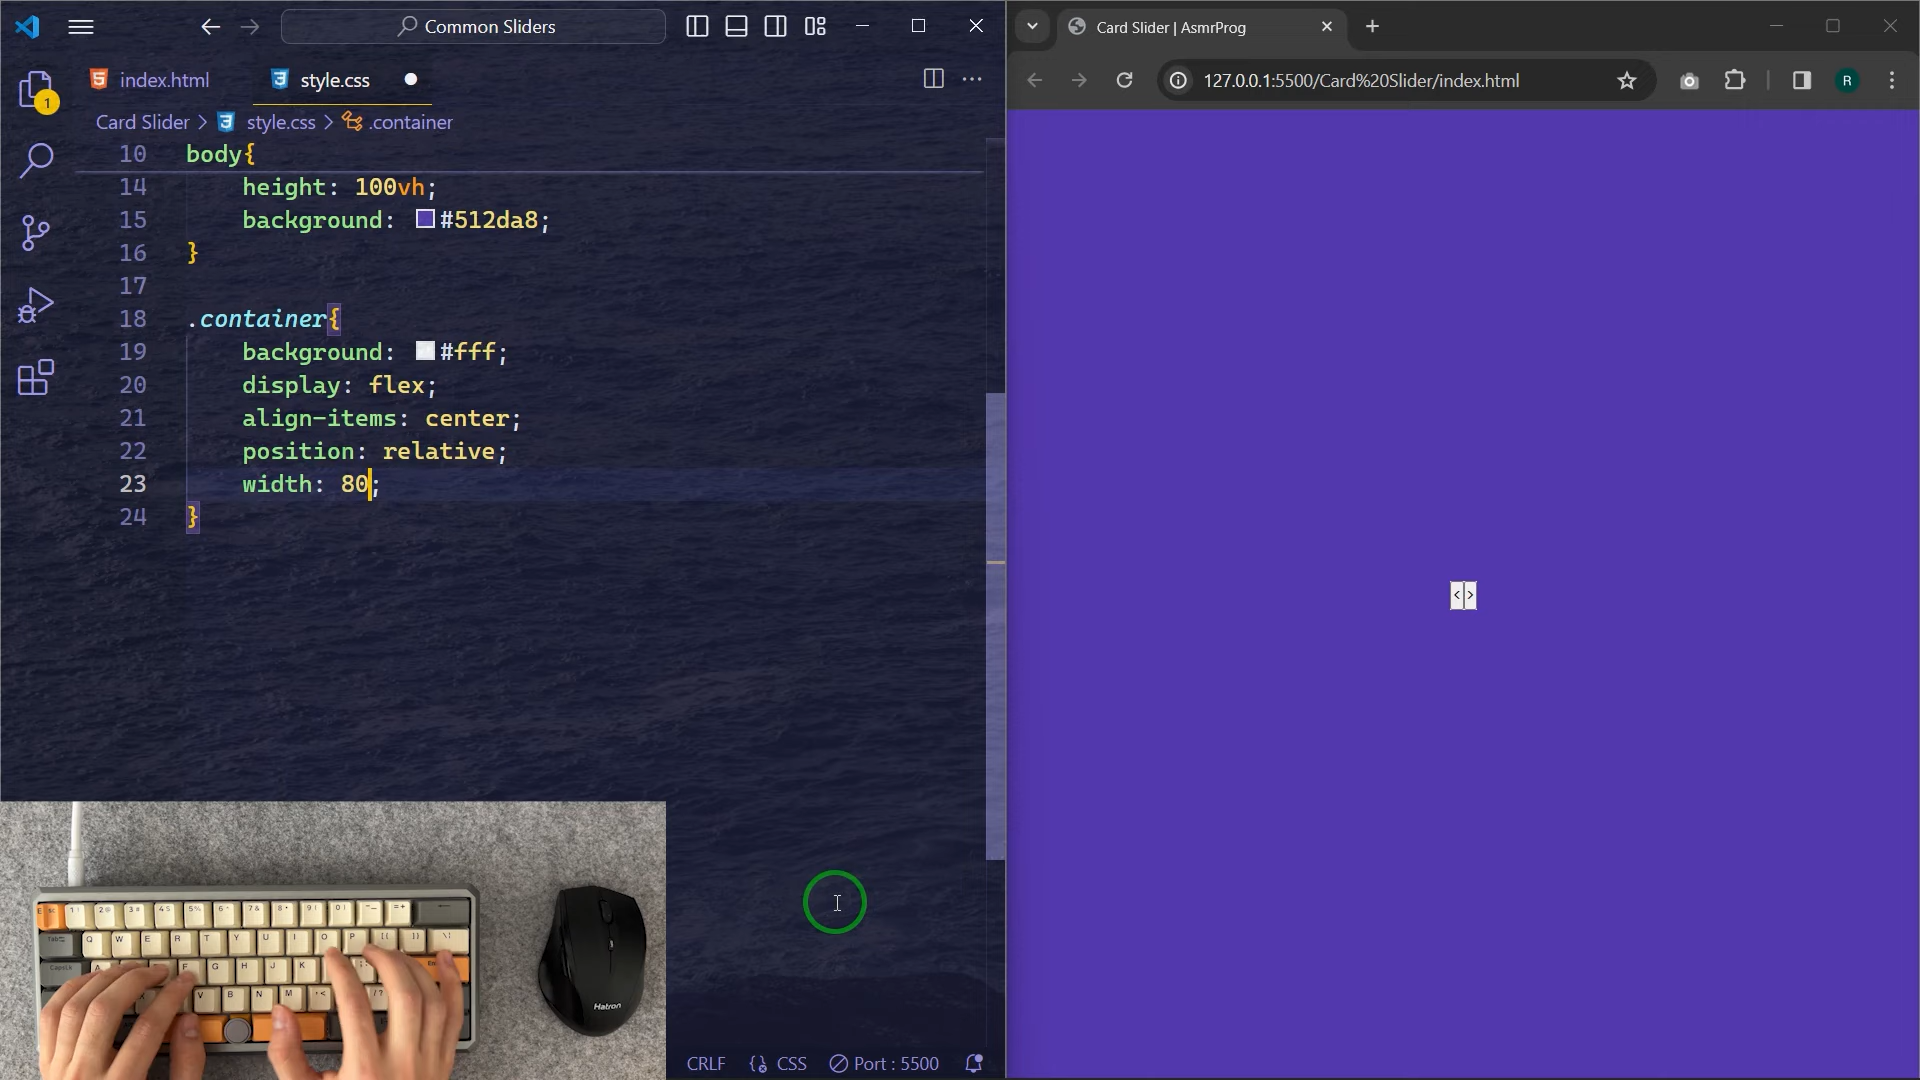 Common Sliders
index.html
style.css
1
Card Slider > style.css > .container
10 body{
14 height: 100vh;
15 background: #512da8;
16 }
17
18 .container{
19 background: #fff;
20 display: flex;
21 align-items: center;
22 position: relative;
23 width: 80;
24 }
CRLF {} CSS Port : 5500
Card Slider | AsmrProg
127.0.0.1:5500/Card%20Slider/index.html
R
< >
Hatron
Q W E R T Y U I O P
F G H J K
V B N M